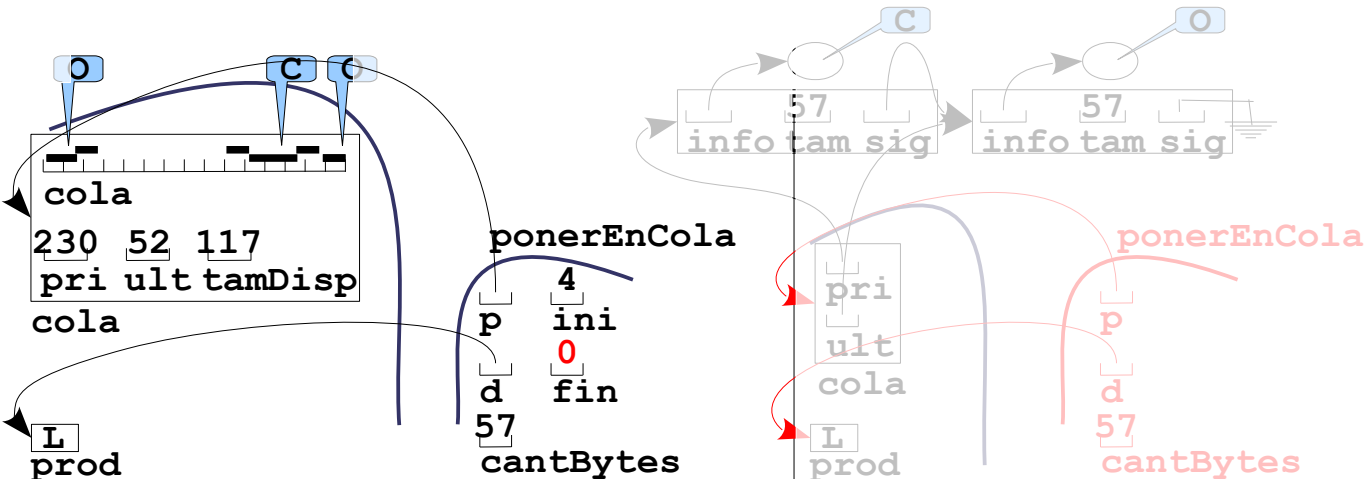 O C O
cola
230 52 117
pri ult tamDisp
cola
ponerEnCola
4
p ini
0
d fin
57
cantBytes
L
prod
C O
57 57
info tam sig info tam sig
pri
ult
cola
ponerEnCola
p
d
57
cantBytes
L
prod